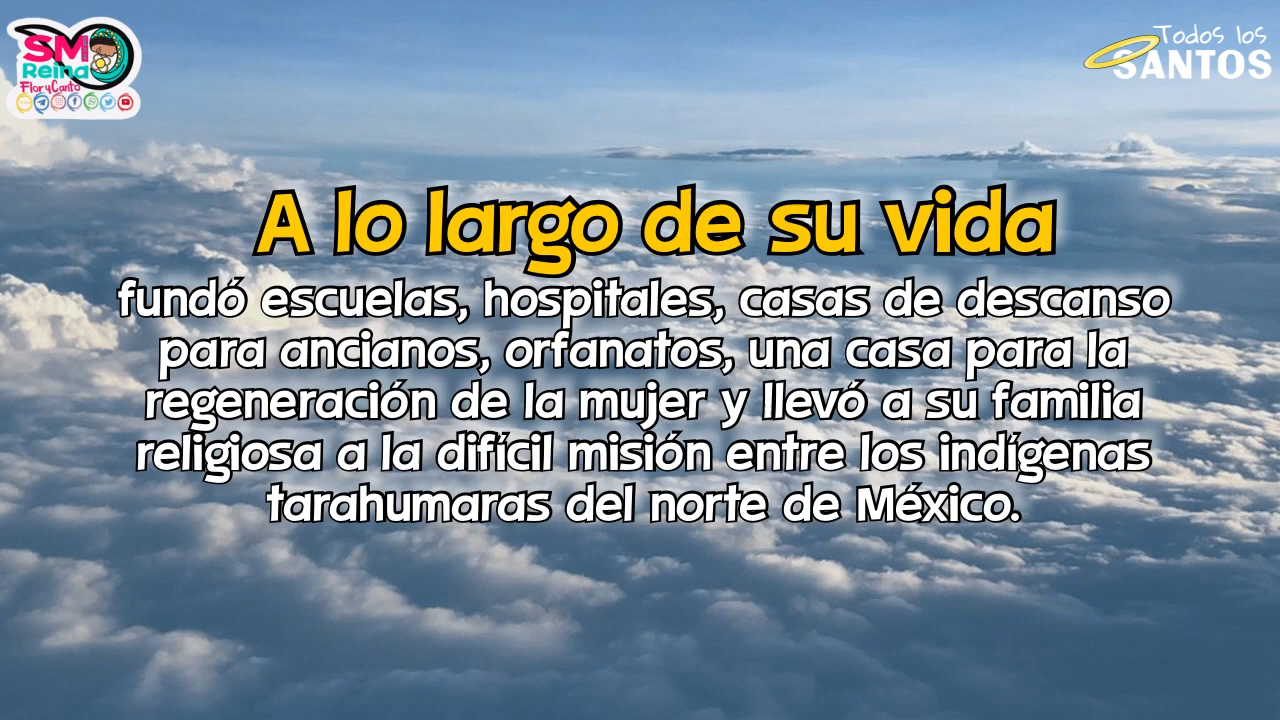 SM
Reina
Flor y Canto
Todos los
SANTOS
A lo largo de su vida
fundó escuelas, hospitales, casas de descanso
para ancianos, orfanatos, una casa para la
regeneración de la mujer y llevó a su familia
religiosa a la difícil misión entre los indígenas
tarahumaras del norte de México.